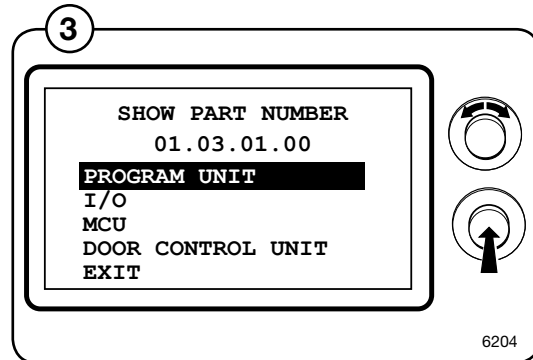 3
SHOW PART NUMBER
01.03.01.00
PROGRAM UNIT
I/O
MCU
DOOR CONTROL UNIT
EXIT
6204